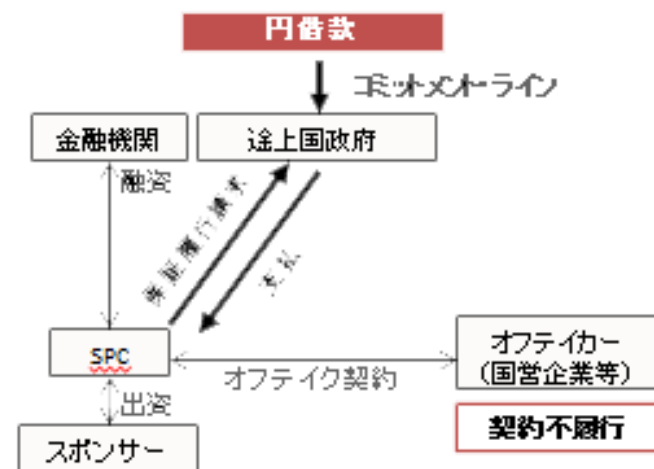 円借款
コミットメントーライン
金融機関
途上国政府
融資
保証履行請求
支払
SPC
オフテイク契約
オフテイカー
（国営企業等）
出資
契約不履行
スポンサー